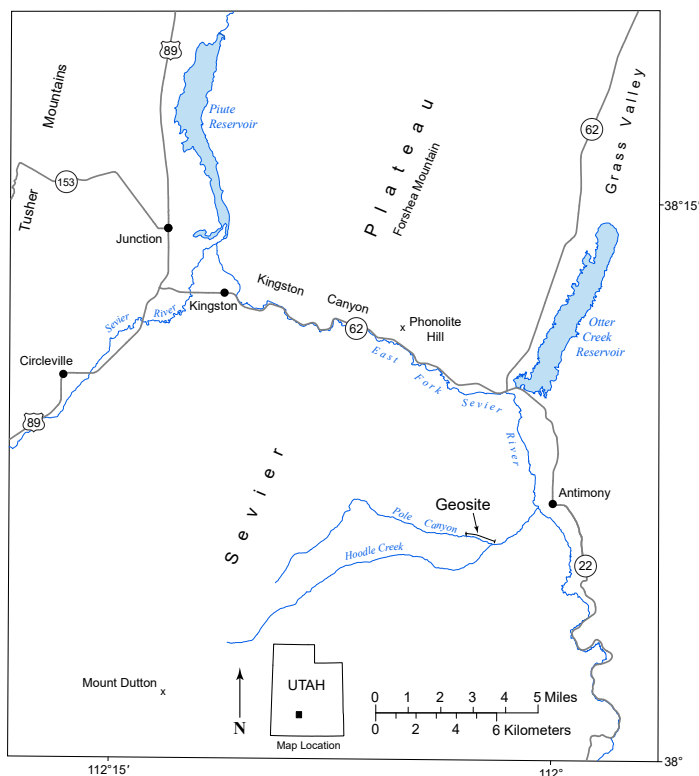 89
Mountains
Piute
Reservoir
62
Grass Valley
Plateau
Forshea Mountain
153
Tusher
38°15'
Junction
Kingston
Canyon
Kingston
Sevier
River
62
Phonolite
Hill
Otter
Creek
Reservoir
East Fork Sevier
River
Circleville
89
Sevier
Geosite
Antimony
Pole Canyon
Hoodle Creek
22
Mount Dutton
x
x
N
UTAH
Map Location
0 1 2 3 4 5 Miles
0 2 4 6 Kilometers
38°
112°15'
112°